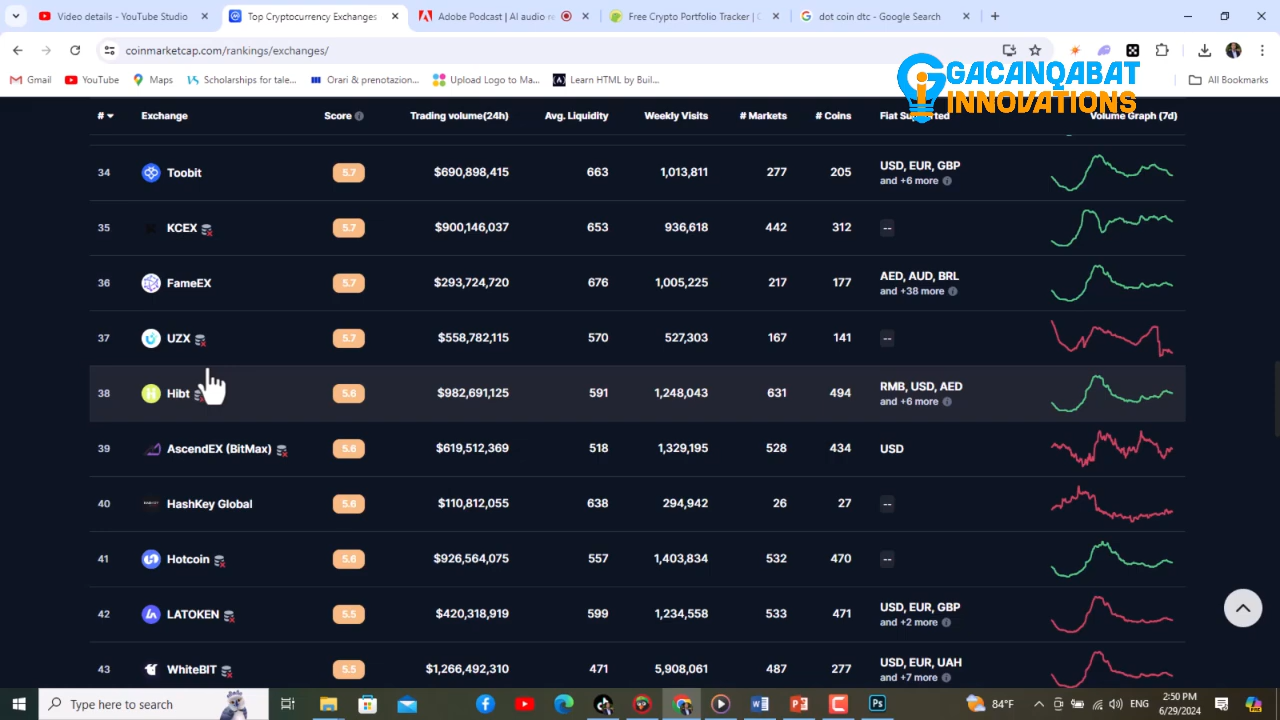 Video details - YouTube Studio
Top Cryptocurrency Exchanges
Adobe Podcast | AI audio re
Free Crypto Portfolio Tracker | C
dot coin dtc - Google Search
coinmarketcap.com/rankings/exchanges/
Gmail
YouTube
Maps
Scholarships for tale...
Orari & prenotazion...
Upload Logo to Ma...
Learn HTML by Buil...
All Bookmarks
GACANQABAT
INNOVATIONS
# Exchange Score Trading volume(24h) Avg. Liquidity Weekly Visits # Markets # Coins Fiat Supported Volume Graph (7d)
34 Toobit 5.7 $690,898,415 663 1,013,811 277 205 USD, EUR, GBP
and +6 more
35 KCEX 5.7 $900,146,037 653 936,618 442 312 --
36 FameEX 5.7 $293,724,720 676 1,005,225 217 177 AED, AUD, BRL
and +38 more
37 UZX 5.7 $558,782,115 570 527,303 167 141 --
38 Hibt 5.6 $982,691,125 591 1,248,043 631 494 RMB, USD, AED
and +6 more
39 AscendEX (BitMax) 5.6 $619,512,369 518 1,329,195 528 434 USD
40 HashKey Global 5.6 $110,812,055 638 294,942 26 27 --
41 Hotcoin 5.6 $926,564,075 557 1,403,834 532 470 --
42 LATOKEN 5.5 $420,318,919 599 1,234,558 533 471 USD, EUR, GBP
and +2 more
43 WhiteBIT 5.5 $1,266,492,310 471 5,908,061 487 277 USD, EUR, UAH
and +7 more
Type here to search
84°F
ENG
2:50 PM
6/29/2024